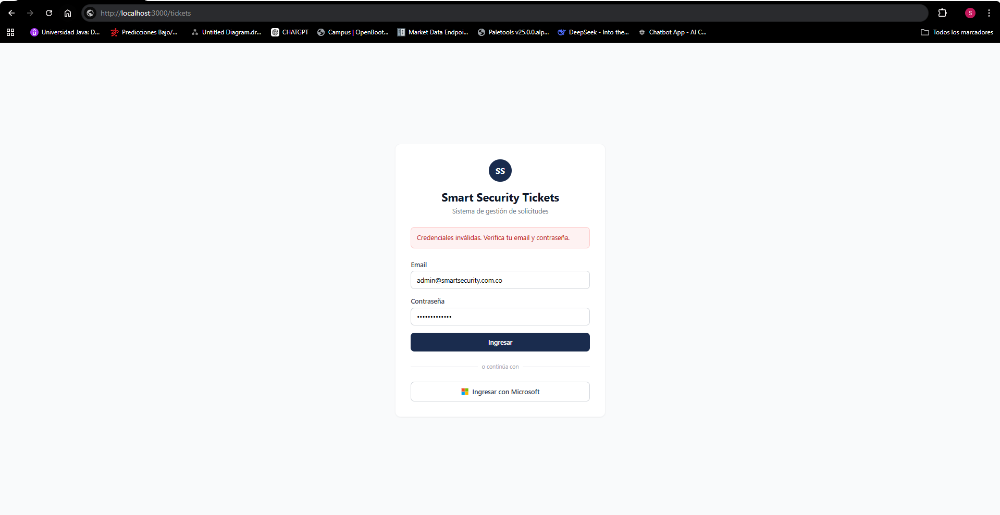 http://localhost:3000/tickets
S
Universidad Java: D...
Predicciones Bajo/...
Untitled Diagram.dr...
CHATGPT
Campus | OpenBoot...
Market Data Endpoi...
Paletools v25.0.0.alp...
DeepSeek - Into the...
Chatbot App - AI C...
Todos los marcadores
SS
Smart Security Tickets
Sistema de gestión de solicitudes
Credenciales inválidas. Verifica tu email y contraseña.
Email
admin@smartsecurity.com.co
Contraseña
•••••••••••••
Ingresar
o continúa con
Ingresar con Microsoft